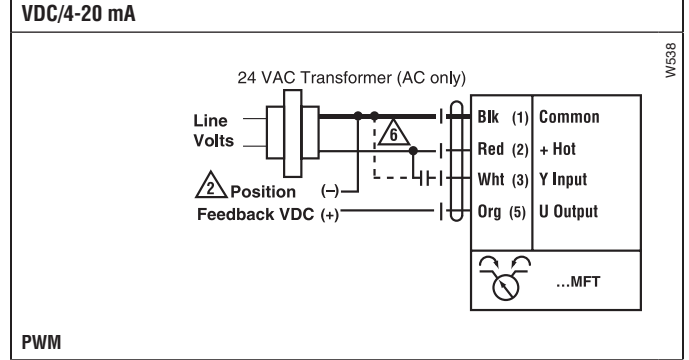 VDC/4-20 mA
W538
24 VAC Transformer (AC only)
Line
Volts
6
Blk (1) Common
Red (2) + Hot
Wht (3) Y Input
Org (5) U Output
2 Position (–)
Feedback VDC (+)
...MFT
PWM